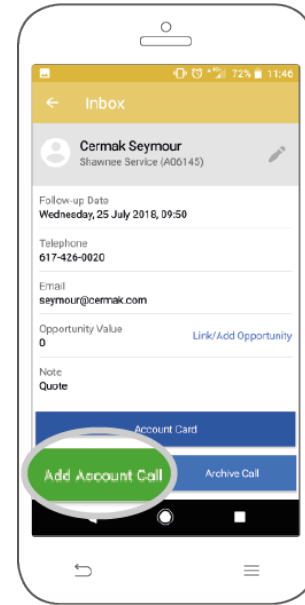 72% 11:46
Inbox
Cermak Seymour
Shawnee Service (A06145)
Follow-up Date
Wednesday, 25 July 2018, 09:50
Telephone
617-426-0020
Email
seymour@cermak.com
Opportunity Value
0 Link/Add Opportunity
Note
Quote
Account Card
Add Account Call Archive Call